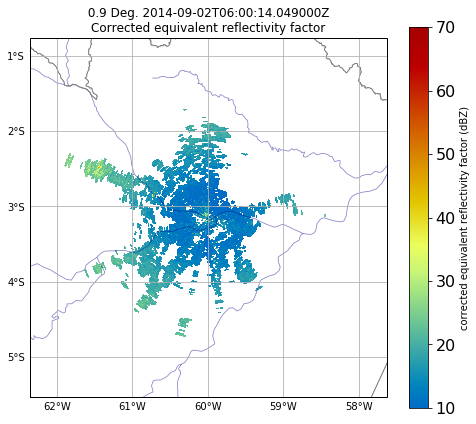 0.9 Deg. 2014-09-02T06:00:14.049000Z
Corrected equivalent reflectivity factor
1°S
2°S
3°S
4°S
5°S
62°W 61°W 60°W 59°W 58°W
70
60
50
40
30
20
10
corrected equivalent reflectivity factor (dBZ)